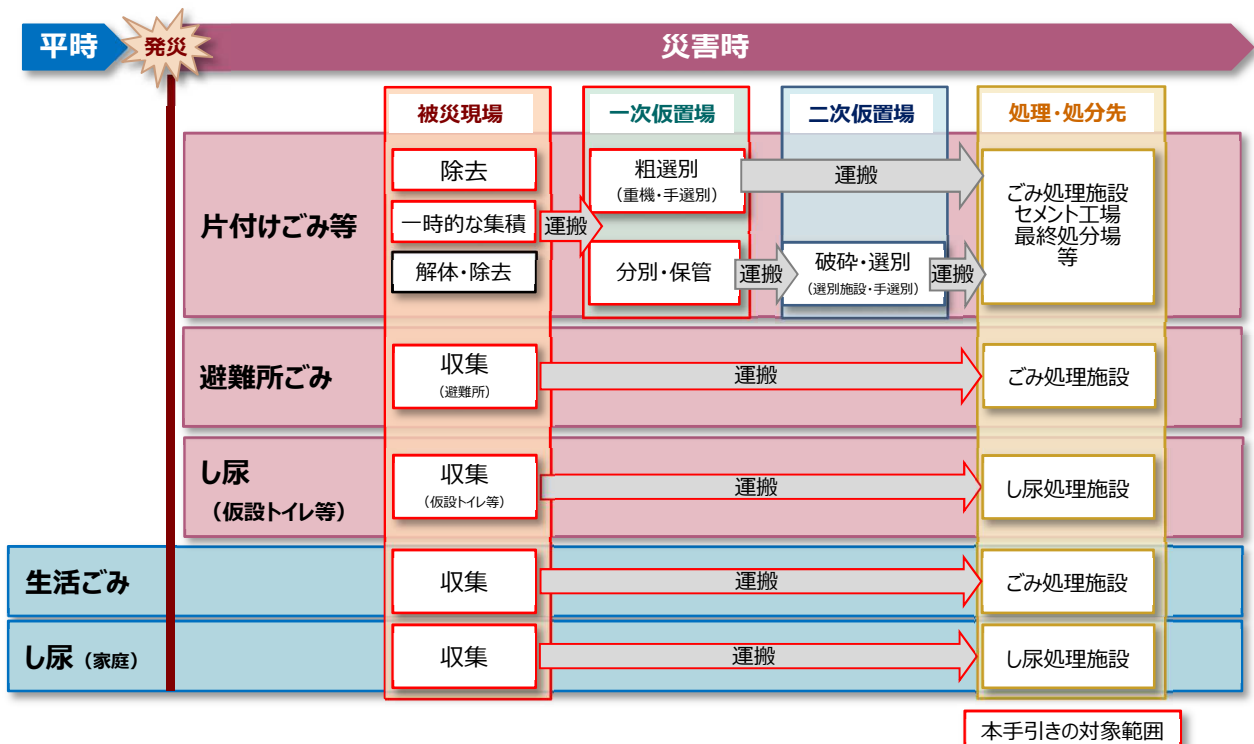 平時
発災
災害時
被災現場
一次仮置場
二次仮置場
処理・処分先
片付けごみ等
除去
一時的な集積
解体・除去
運搬
粗選別
（重機・手選別）
運搬
分別・保管
運搬
破砕・選別
（選別施設・手選別）
運搬
ごみ処理施設
セメント工場
最終処分場
等
避難所ごみ
収集
（避難所）
運搬
ごみ処理施設
し尿
（仮設トイレ等）
収集
（仮設トイレ等）
運搬
し尿処理施設
生活ごみ
収集
運搬
ごみ処理施設
し尿（家庭）
収集
運搬
し尿処理施設
本手引きの対象範囲